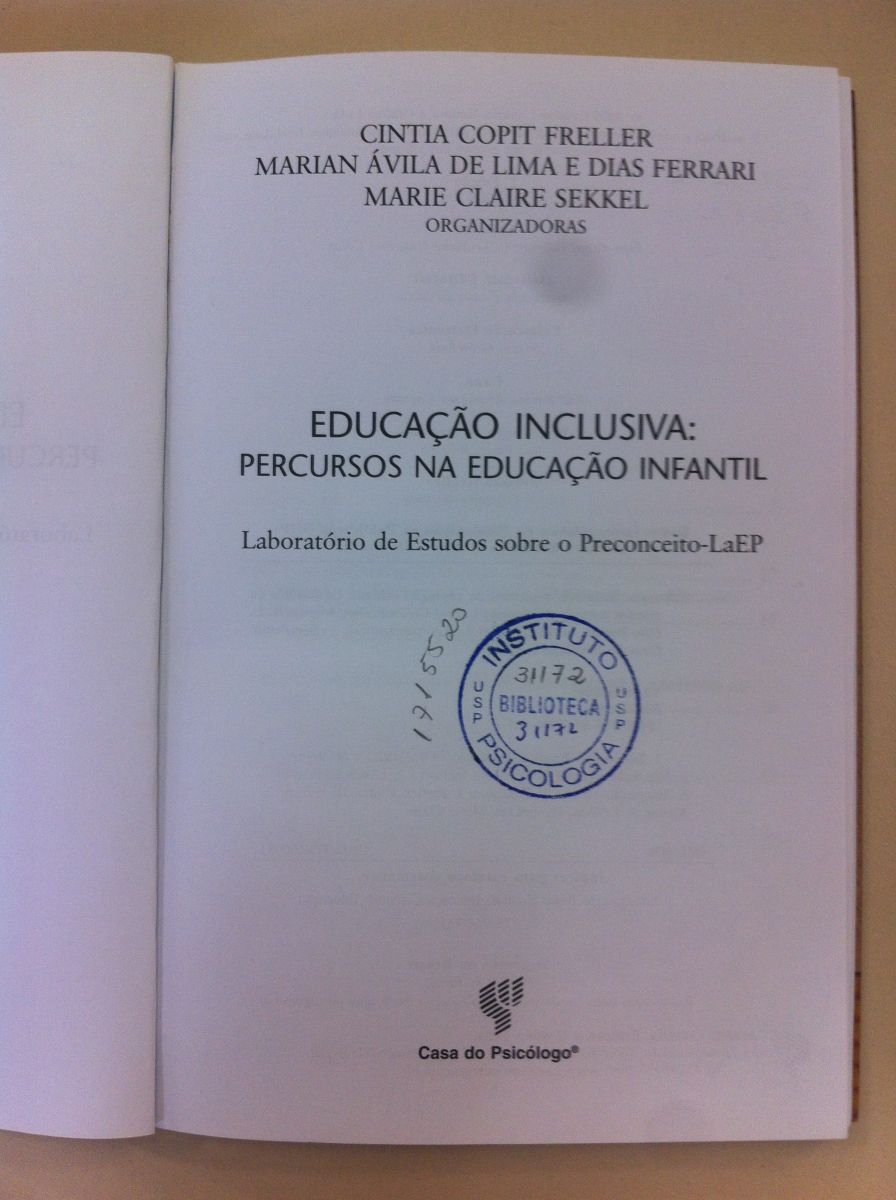 CINTIA COPIT FRELLER
MARIAN ÁVILA DE LIMA E DIAS FERRARI
MARIE CLAIRE SEKKEL
ORGANIZADORAS
EDUCAÇÃO INCLUSIVA:
PERCURSOS NA EDUCAÇÃO INFANTIL
Laboratório de Estudos sobre o Preconceito-LaEP
1715520
INSTITUTO
31172
USP BIBLIOTECA USP
31172
PSICOLOGIA
Casa do Psicólogo®